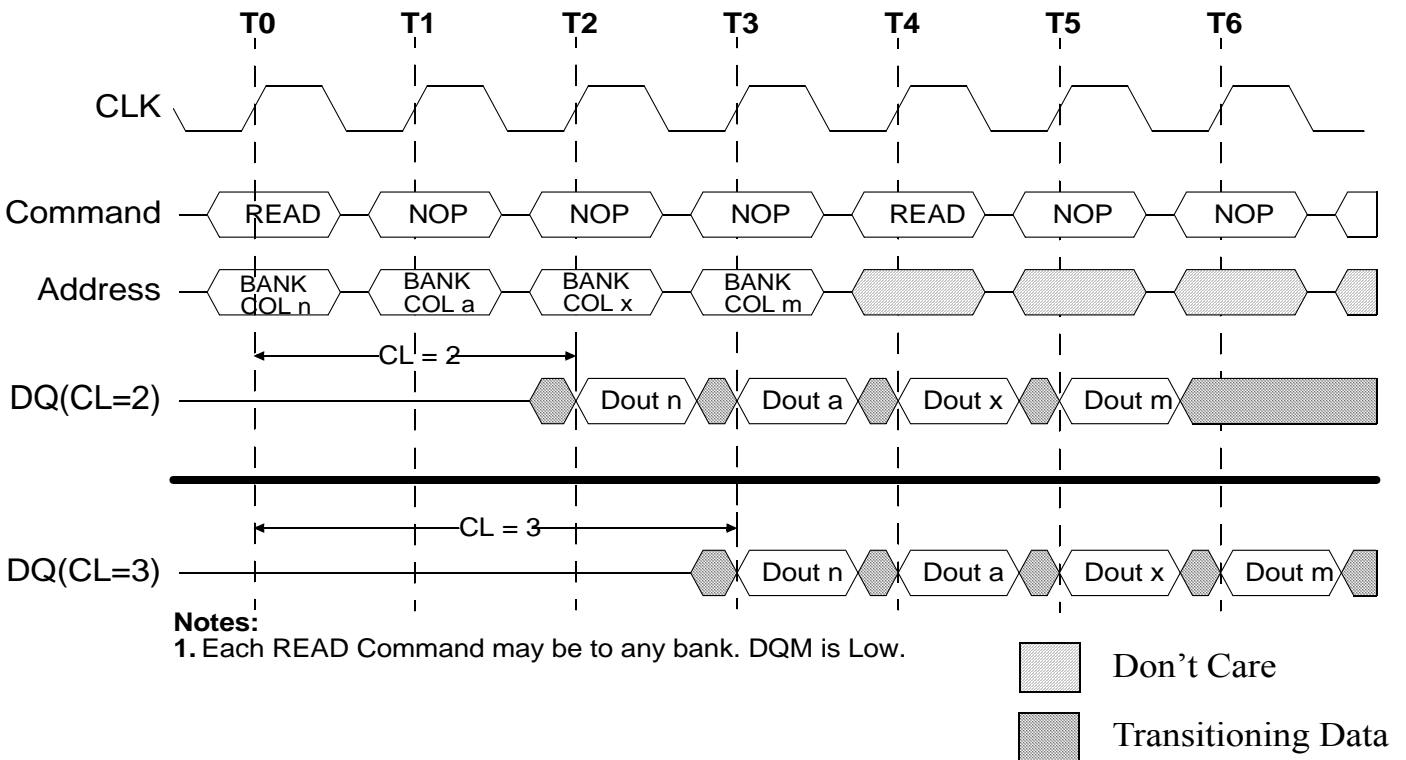 T0 T1 T2 T3 T4 T5 T6
CLK
Command READ NOP NOP NOP READ NOP NOP
Address BANK COL n BANK COL a BANK COL x BANK COL m
CL = 2
DQ(CL=2) Dout n Dout a Dout x Dout m
CL = 3
DQ(CL=3) Dout n Dout a Dout x Dout m
Notes:
1. Each READ Command may be to any bank. DQM is Low.
Don't Care
Transitioning Data